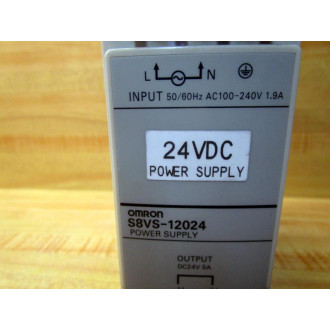 L N
INPUT 50/60Hz AC100-240V 1.9A
24VDC
POWER SUPPLY
OMRON
S8VS-12024
POWER SUPPLY
OUTPUT
DC24V 5A